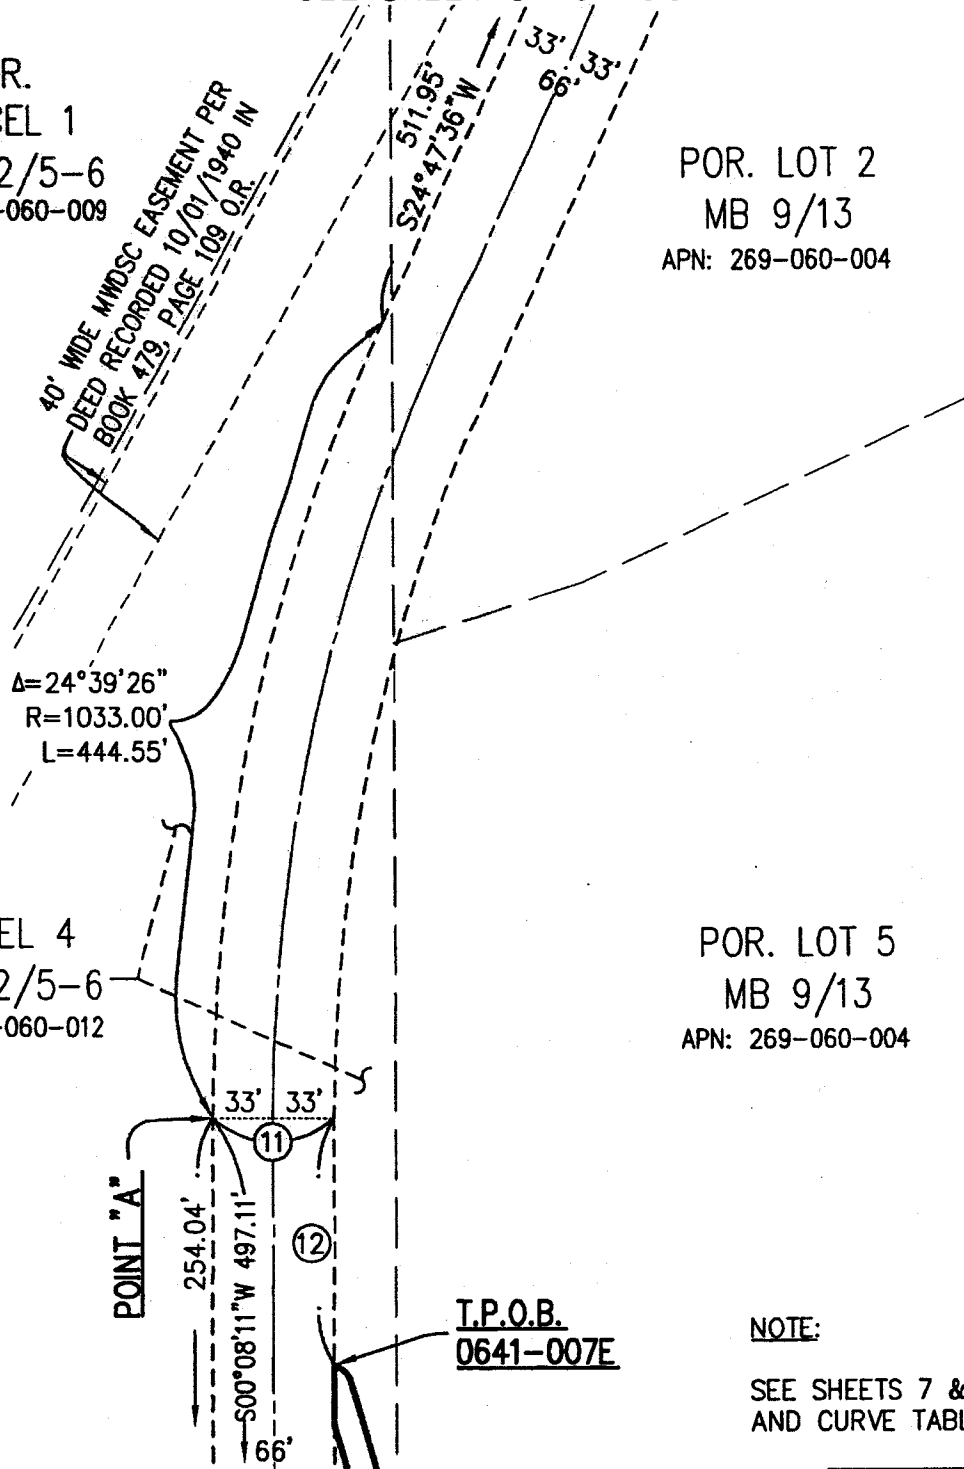 33'
33'
66'
511.95'
S24°47'36"W
R.
EL 1
2/5-6
-060-009
40' WIDE MWDSC EASEMENT PER
DEED RECORDED 10/01/1940 IN
BOOK 479, PAGE 109 O.R.
POR. LOT 2
MB 9/13
APN: 269-060-004
Δ=24°39'26"
R=1033.00'
L=444.55'
EL 4
2/5-6
-060-012
POR. LOT 5
MB 9/13
APN: 269-060-004
33' 33'
11
POINT "A"
254.04'
S00°08'11"W 497.11'
12
66'
T.P.O.B.
0641-007E
NOTE:
SEE SHEETS 7 &
AND CURVE TABL